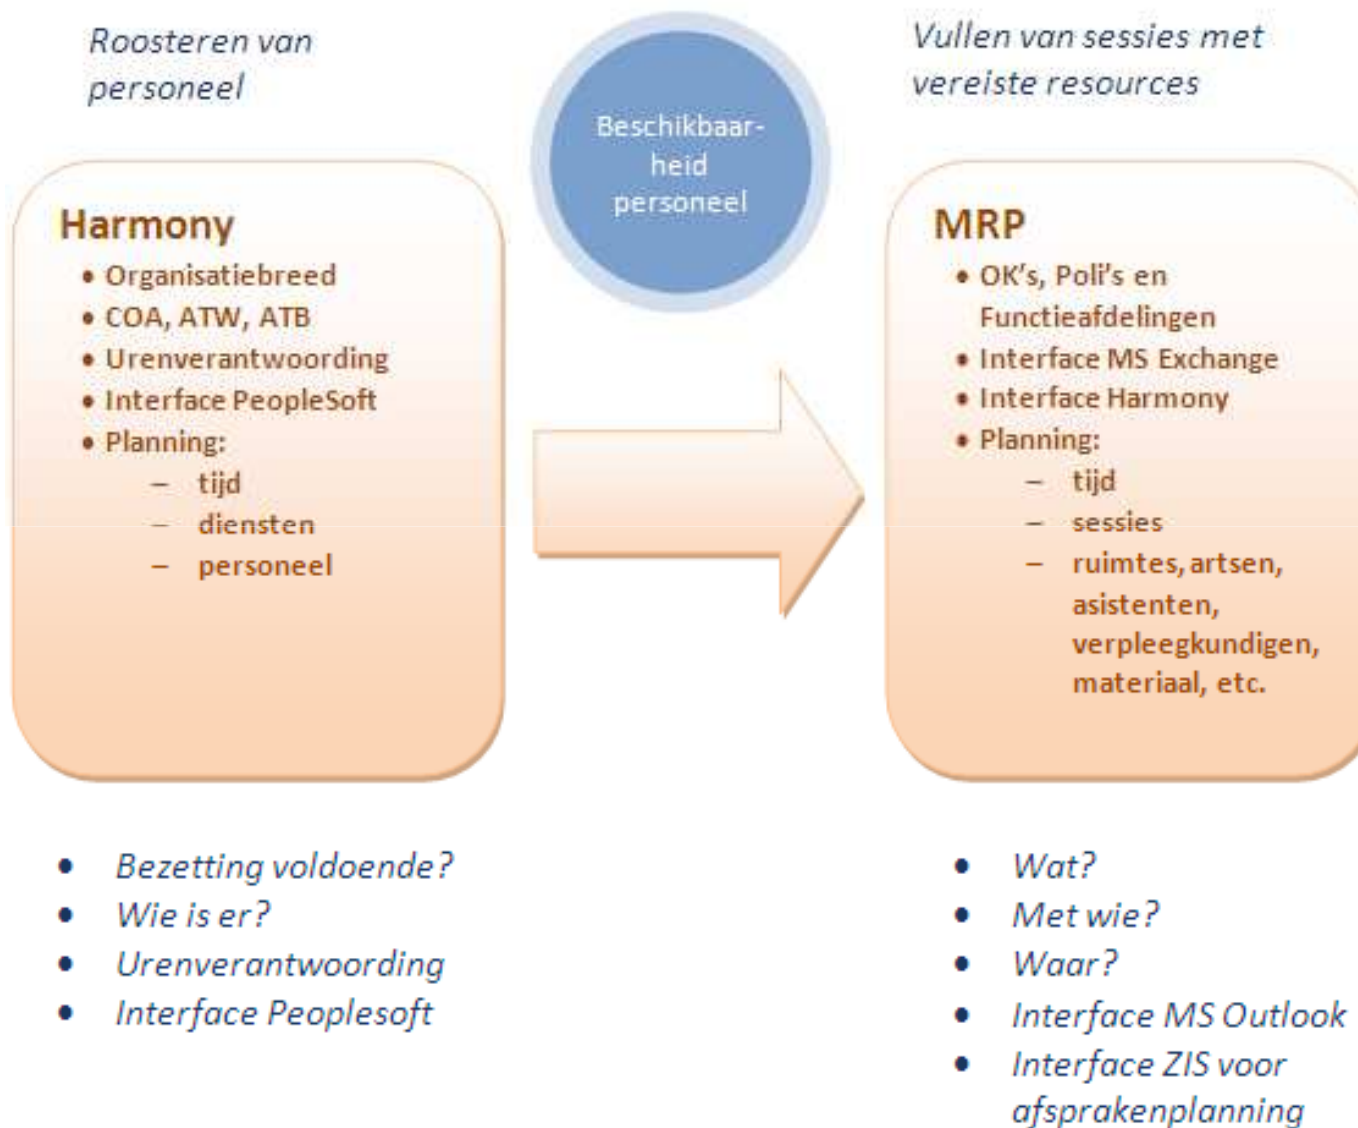 Roosteren van
personeel
Beschikbaar-
heid
personeel
Vullen van sessies met
vereiste resources
Harmony
• Organisatiebreed
• COA, ATW, ATB
• Urenverantwoording
• Interface PeopleSoft
• Planning:
– tijd
– diensten
– personeel
MRP
• OK's, Poli's en
Functieafdelingen
• Interface MS Exchange
• Interface Harmony
• Planning:
– tijd
– sessies
– ruimtes, artsen,
asistenten,
verpleegkundigen,
materiaal, etc.
• Bezetting voldoende?
• Wie is er?
• Urenverantwoording
• Interface Peoplesoft
• Wat?
• Met wie?
• Waar?
• Interface MS Outlook
• Interface ZIS voor
afsprakenplanning